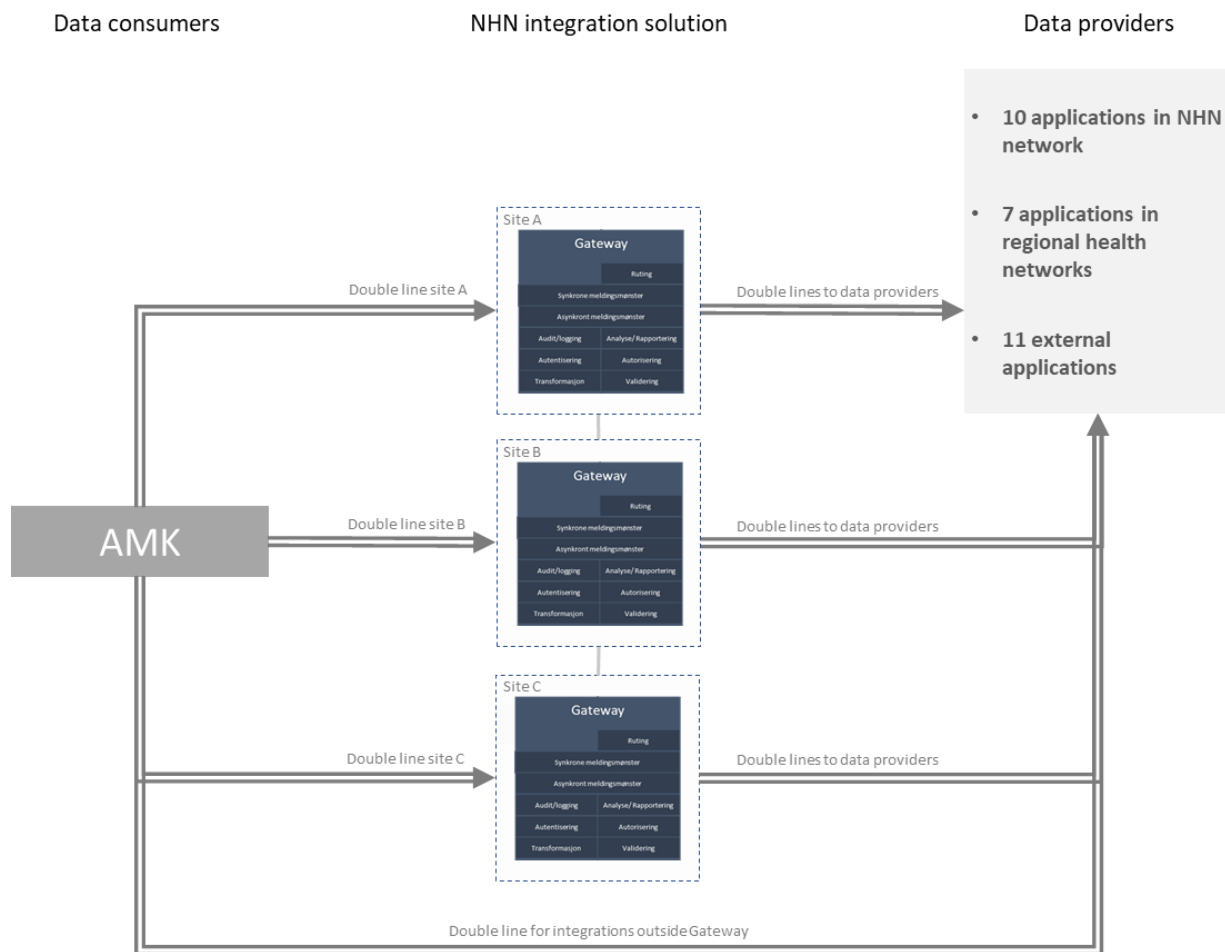 Data consumers
NHN integration solution
Data providers
• 10 applications in NHN
network
• 7 applications in
regional health
networks
• 11 external
applications
Site A
Gateway
Ruting
Synkrone meldingsmønster
Asynkront meldingsmønster
Audit/logging
Analyse/Rapportering
Autentisering
Autorisering
Transformasjon
Validering
Double line site A
Double lines to data providers
Site B
Gateway
Ruting
Synkrone meldingsmønster
Asynkront meldingsmønster
Audit/logging
Analyse/Rapportering
Autentisering
Autorisering
Transformasjon
Validering
AMK
Double line site B
Double lines to data providers
Site C
Gateway
Ruting
Synkrone meldingsmønster
Asynkront meldingsmønster
Audit/logging
Analyse/Rapportering
Autentisering
Autorisering
Transformasjon
Validering
Double line site C
Double lines to data providers
Double line for integrations outside Gateway